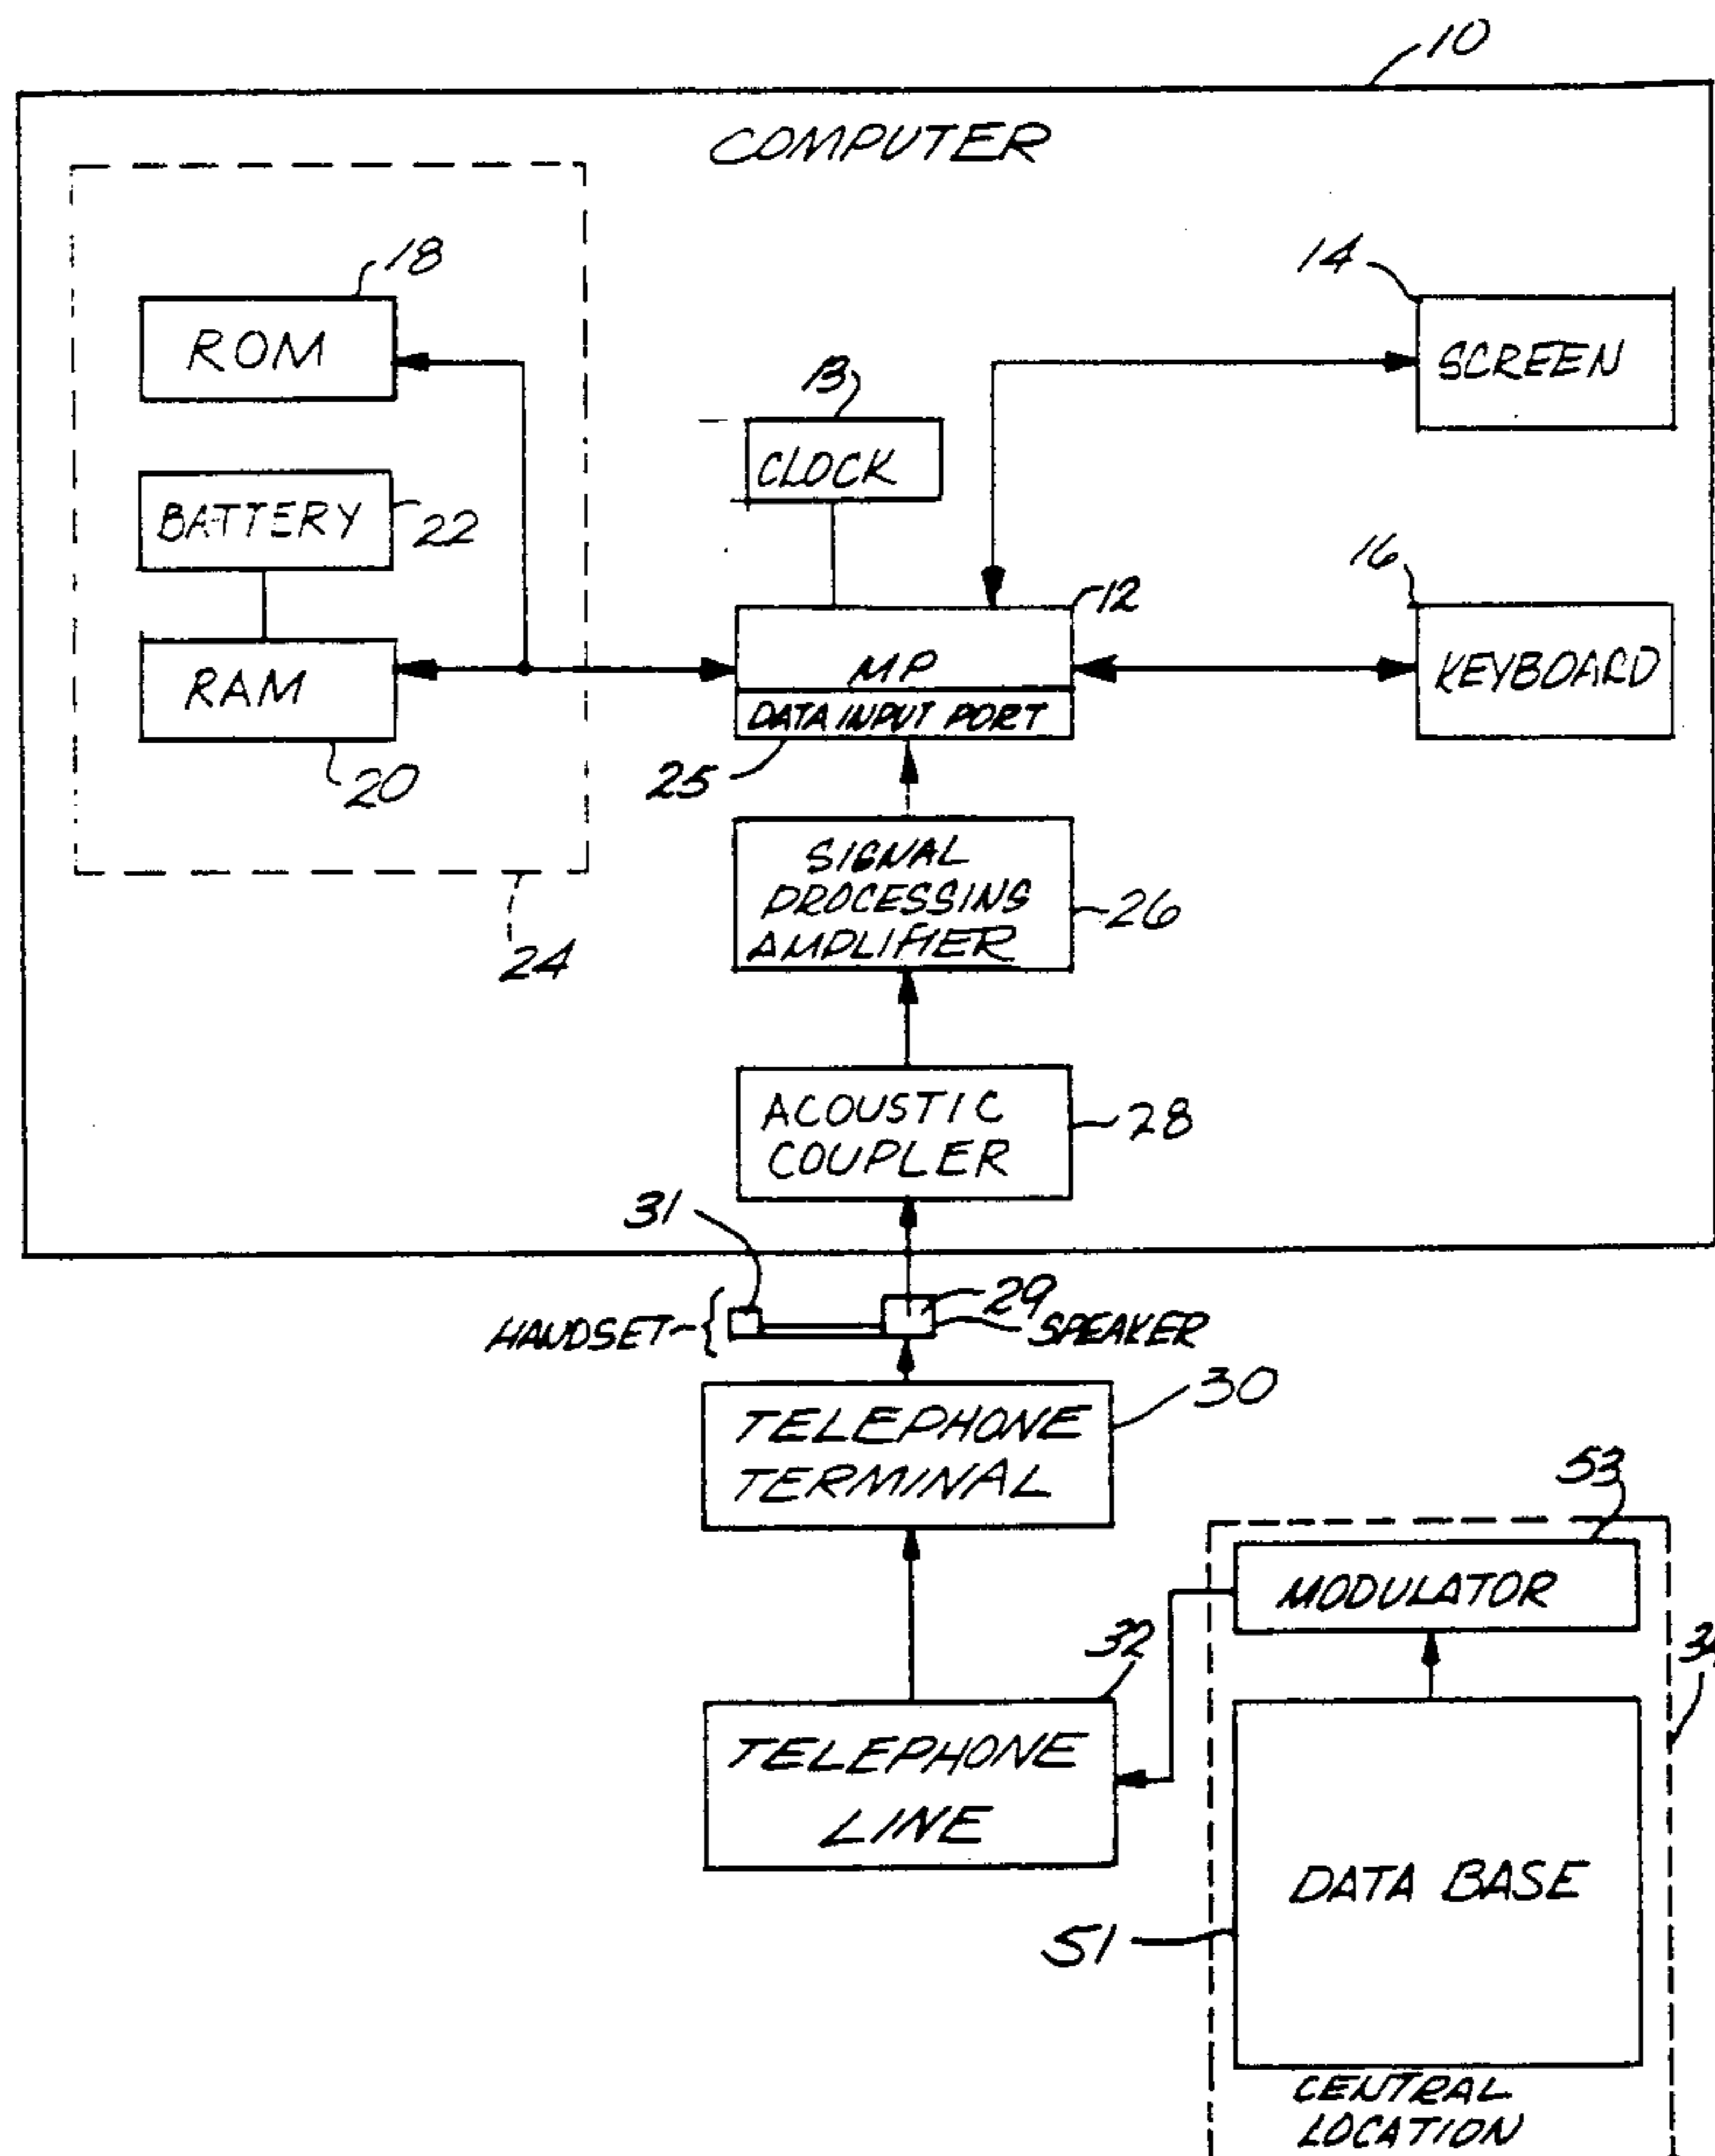 10
COMPUTER
18
ROM
14
SCREEN
13
CLOCK
BATTERY
22
16
12
RAM
MP
KEYBOARD
DATA INPUT PORT
20
25
SIGNAL
PROCESSING
AMPLIFIER
26
24
ACOUSTIC
COUPLER
28
31
29
HANDSET
SPEAKER
30
TELEPHONE
TERMINAL
53
MODULATOR
32
TELEPHONE
LINE
DATA BASE
51
CENTRAL
LOCATION